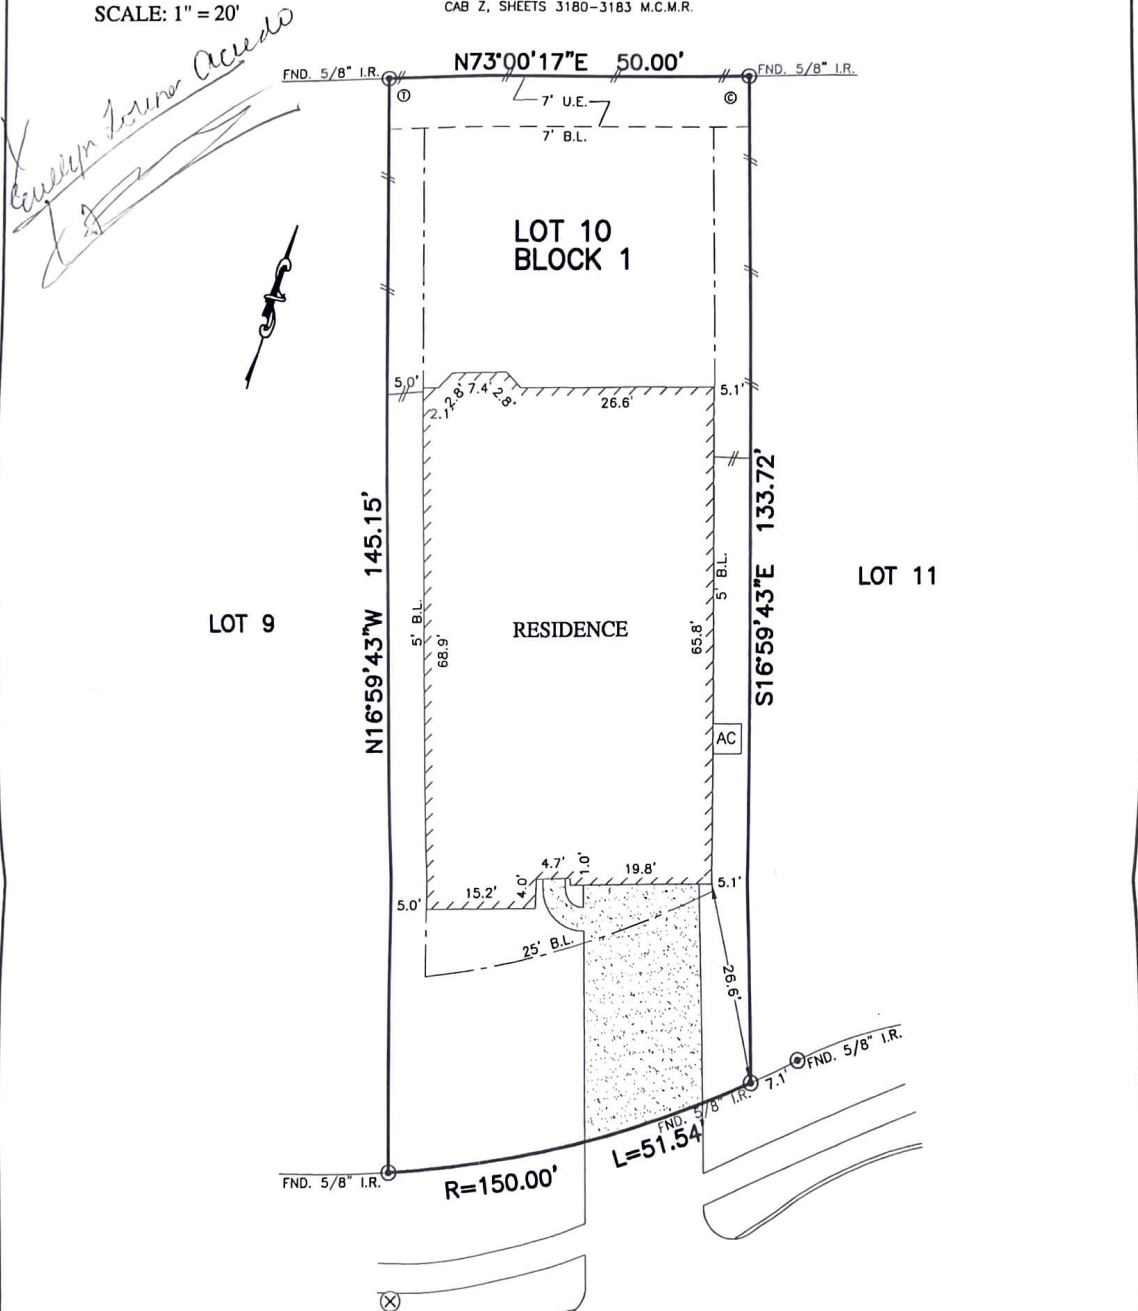 CAB Z, SHEETS 3180-3183 M.C.M.R.
SCALE: 1" = 20'
N73°00'17"E 50.00'
FND. 5/8" I.R.
FND. 5/8" I.R.
T
C
7' U.E.
7' B.L.
LOT 10
BLOCK 1
5.0'
2.1'
2.8'
7.4'
2.8'
26.6'
5.1'
N16°59'43"W 145.15'
S16°59'43"E 133.72'
LOT 9
LOT 11
5' B.L.
68.9'
RESIDENCE
65.8'
5' B.L.
AC
5.0'
15.2'
4.0'
4.7'
1.0'
19.8'
5.1'
25' B.L.
26.6'
7.1'
FND. 5/8" I.R.
FND. 5/8" I.R.
L=51.54'
R=150.00'
FND. 5/8" I.R.